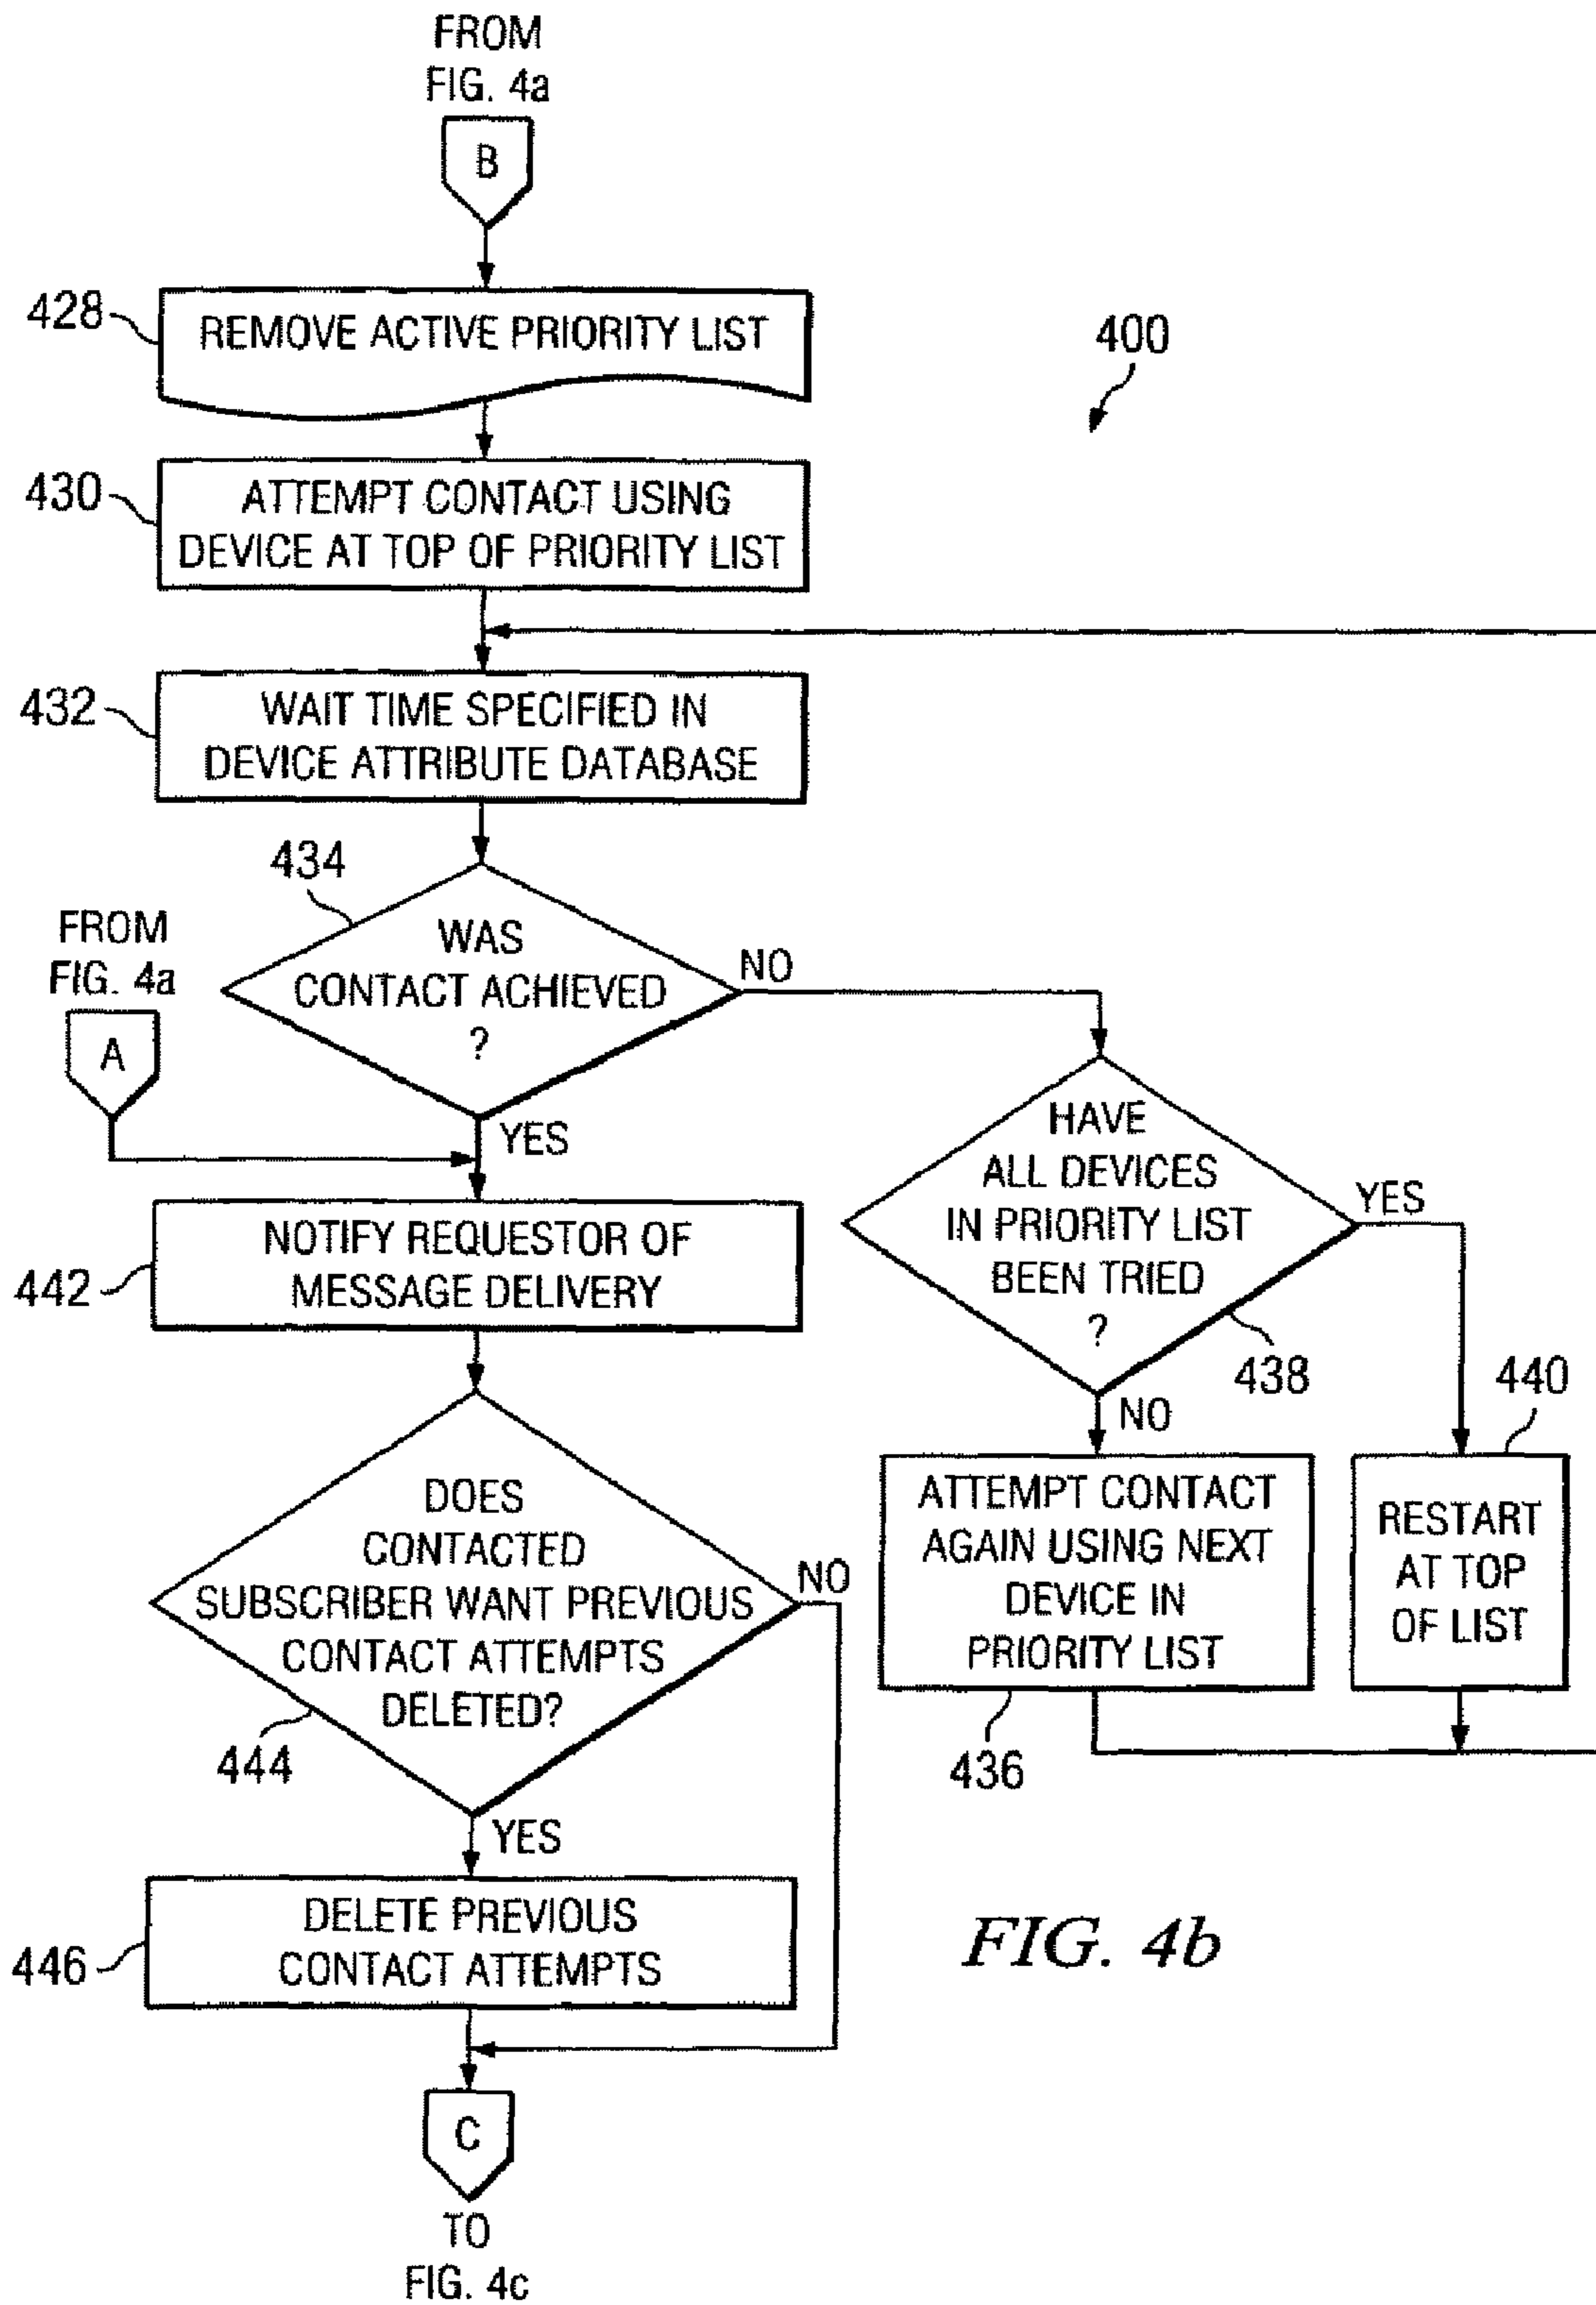 FROM
FIG. 4a
B
428
REMOVE ACTIVE PRIORITY LIST
400
430
ATTEMPT CONTACT USING
DEVICE AT TOP OF PRIORITY LIST
432
WAIT TIME SPECIFIED IN
DEVICE ATTRIBUTE DATABASE
434
WAS
CONTACT ACHIEVED
?
NO
YES
FROM
FIG. 4a
A
HAVE
ALL DEVICES
IN PRIORITY LIST
BEEN TRIED
?
YES
438
NO
442
NOTIFY REQUESTOR OF
MESSAGE DELIVERY
440
ATTEMPT CONTACT
AGAIN USING NEXT
DEVICE IN
PRIORITY LIST
436
RESTART
AT TOP
OF LIST
DOES
CONTACTED
SUBSCRIBER WANT PREVIOUS
CONTACT ATTEMPTS
DELETED?
NO
444
YES
446
DELETE PREVIOUS
CONTACT ATTEMPTS
FIG. 4b
C
TO
FIG. 4c